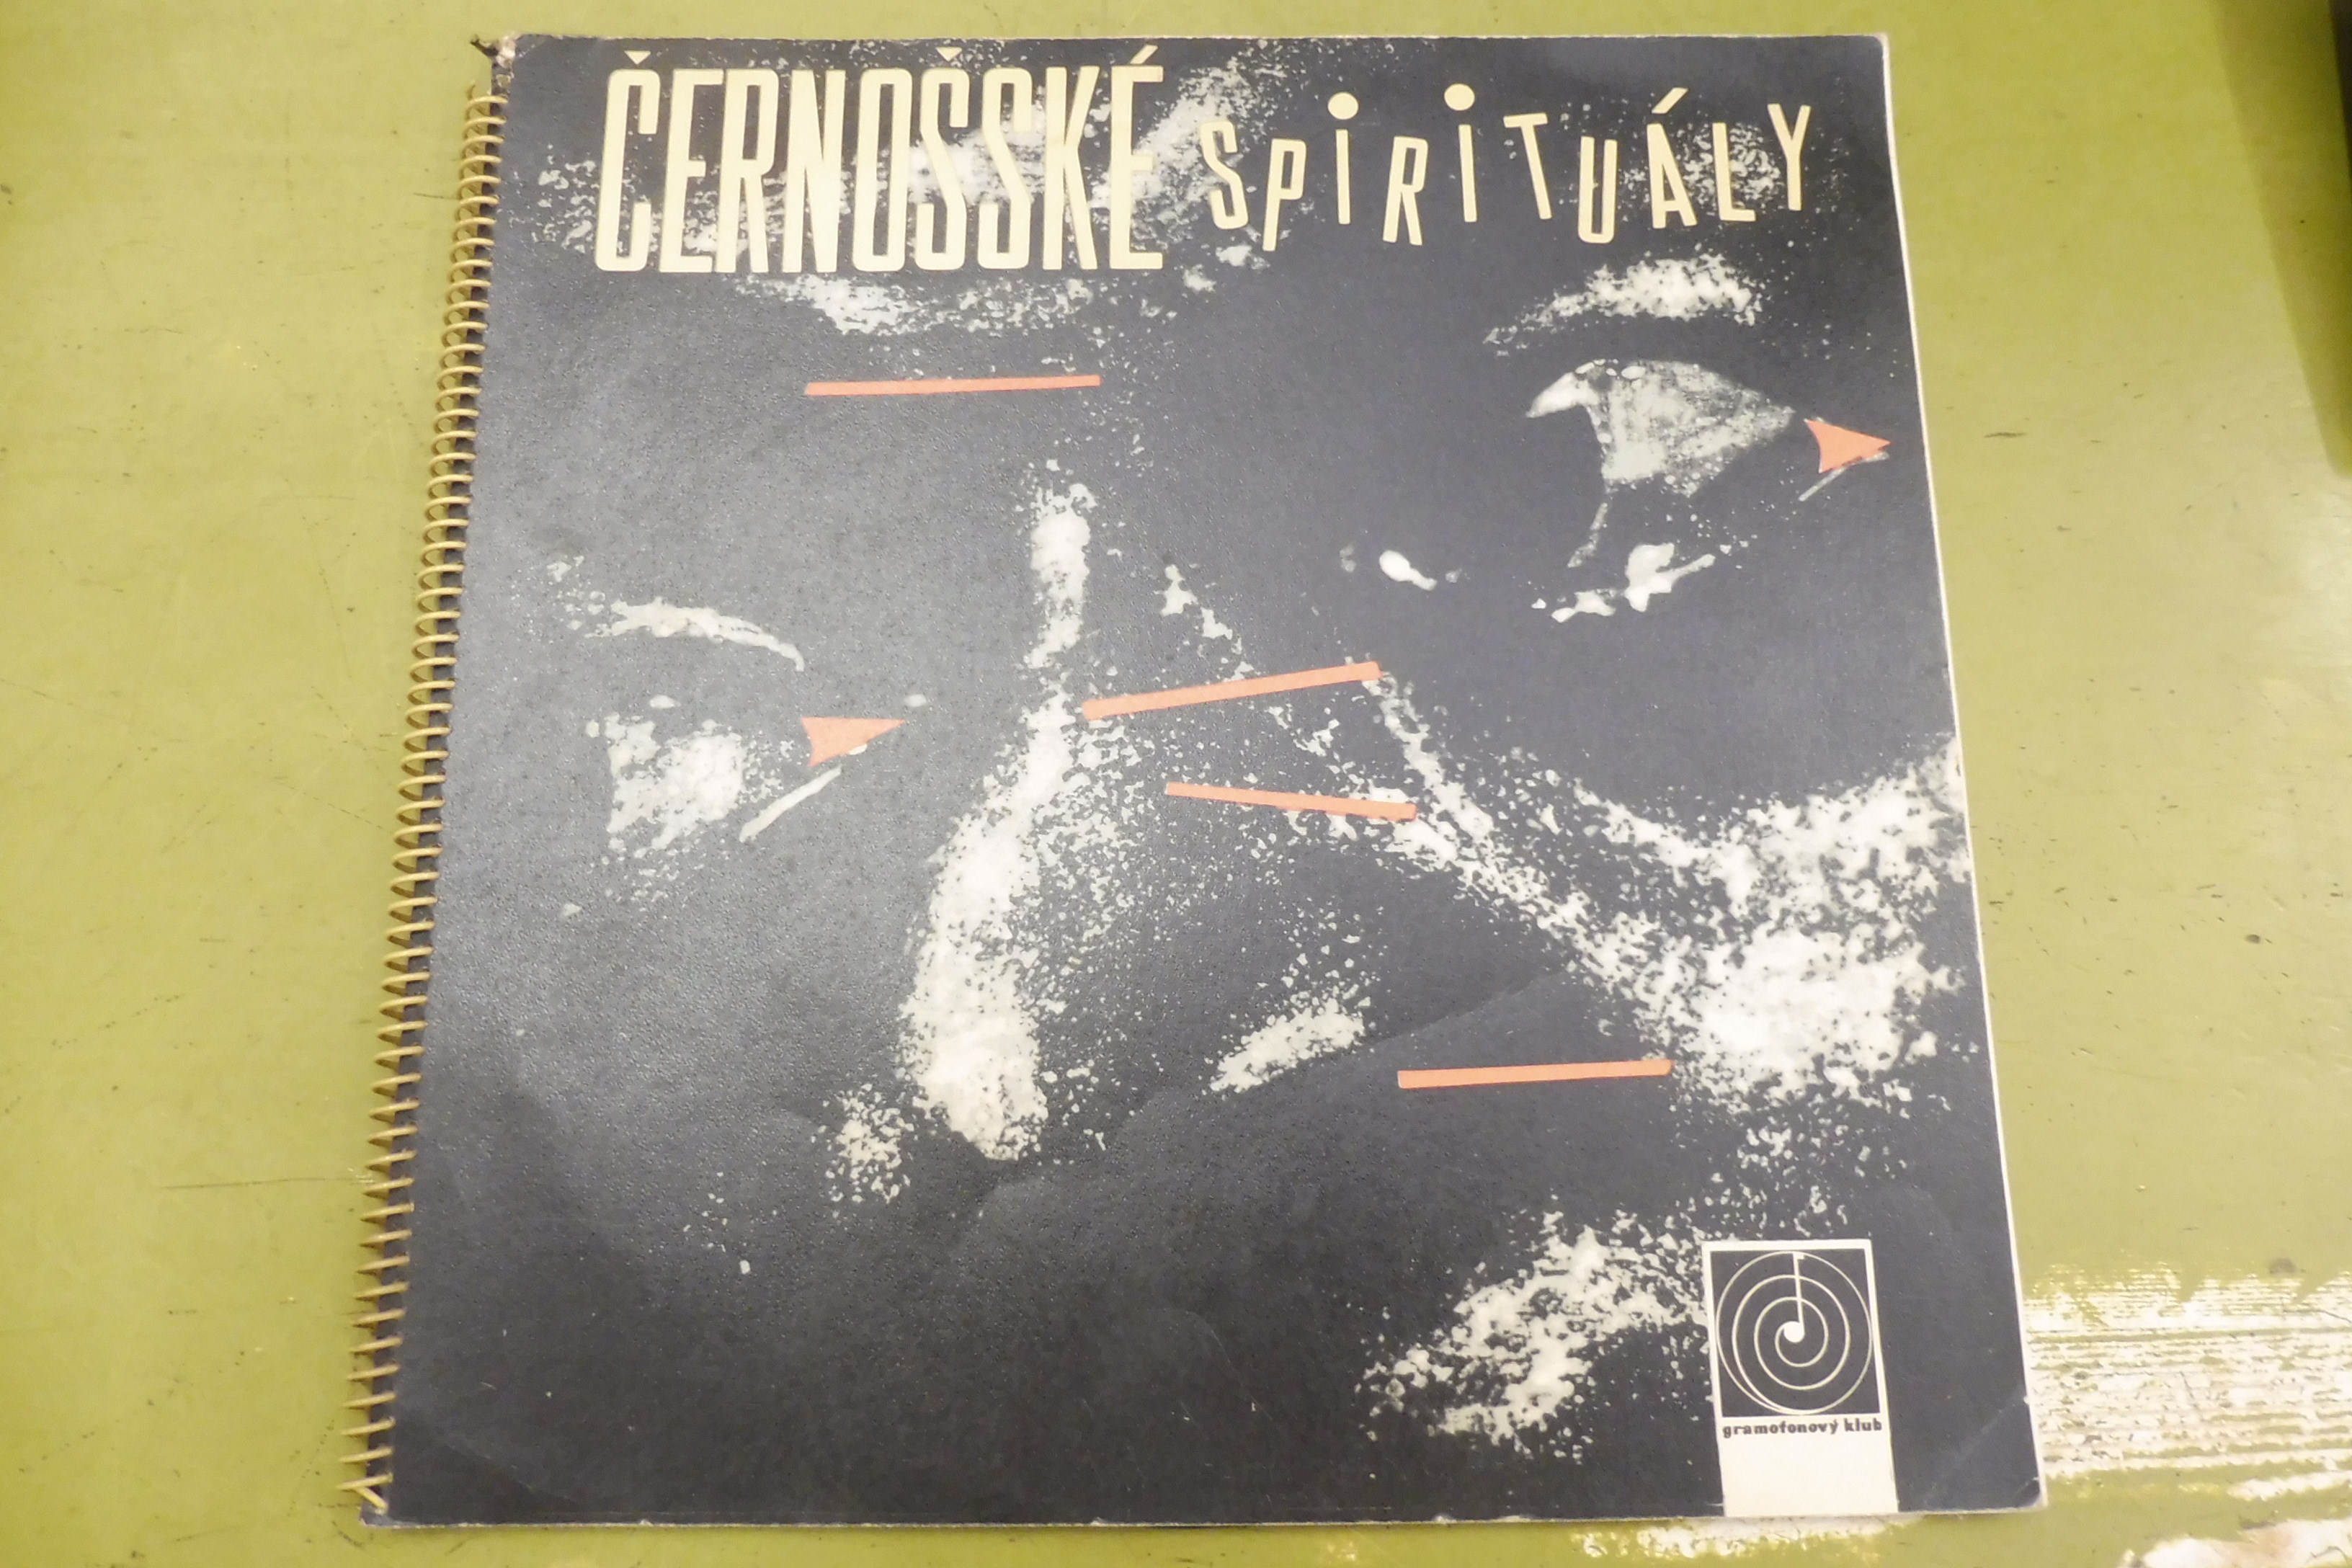 ČERNOŠSKÉ SPiRiTUÁLY
gramofonový klub